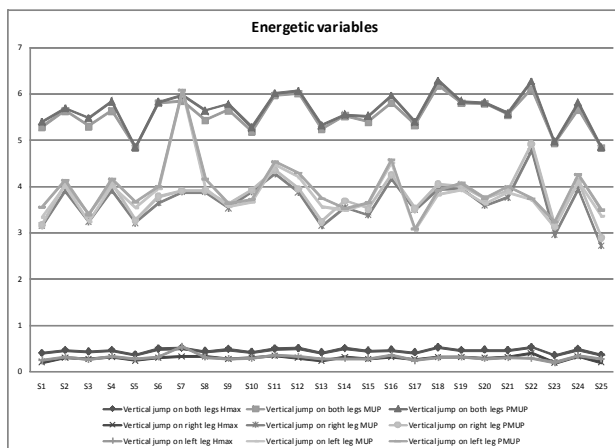 Energetic variables
7
6
5
4
3
2
1
0
S1 S2 S3 S4 S5 S6 S7 S8 S9 S10 S11 S12 S13 S14 S15 S16 S17 S18 S19 S20 S21 S22 S23 S24 S25
Vertical jump on both legs Hmax Vertical jump on both legs MUP Vertical jump on both legs PMUP
Vertical jump on right leg Hmax Vertical jump on right leg MUP Vertical jump on right leg PMUP
Vertical jump on left leg Hmax Vertical jump on left leg MUP Vertical jump on left leg PMUP